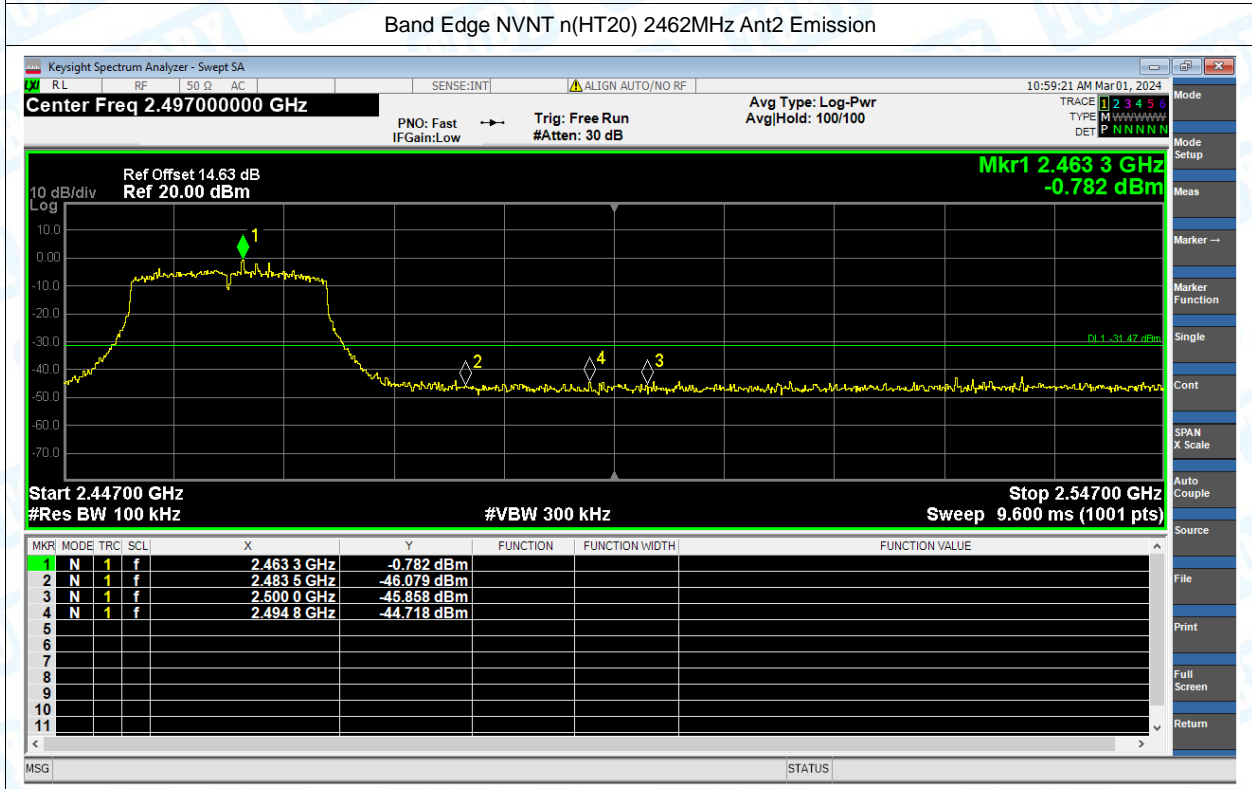 Band Edge NVNT n(HT20) 2462MHz Ant2 Emission
Keysight Spectrum Analyzer - Swept SA
LXI RL RF 50 Ω AC SENSE:INT ALIGN AUTO/NO RF 10:59:21 AM Mar 01, 2024
Center Freq 2.497000000 GHz
PNO: Fast
IFGain:Low
Trig: Free Run
#Atten: 30 dB
Avg Type: Log-Pwr
Avg|Hold: 100/100
TRACE 1 2 3 4 5 6
TYPE M WWWWW
DET P N N N N N
Mkr1 2.463 3 GHz
-0.782 dBm
Ref Offset 14.63 dB
10 dB/div Ref 20.00 dBm
Log
10.0
0.00
-10.0
-20.0
-30.0
-40.0
-50.0
-60.0
-70.0
1
2
4
3
DL1 -31.47 dBm
Start 2.44700 GHz
Stop 2.54700 GHz
#Res BW 100 kHz
#VBW 300 kHz
Sweep 9.600 ms (1001 pts)
MKR MODE TRC SCL X Y FUNCTION FUNCTION WIDTH FUNCTION VALUE
1 N 1 f 2.463 3 GHz -0.782 dBm
2 N 1 f 2.483 5 GHz -46.079 dBm
3 N 1 f 2.500 0 GHz -45.858 dBm
4 N 1 f 2.494 8 GHz -44.718 dBm
5
6
7
8
9
10
11
MSG
STATUS
Mode
Mode
Setup
Meas
Marker →
Marker
Function
Single
Cont
SPAN
X Scale
Auto
Couple
Source
File
Print
Full
Screen
Return